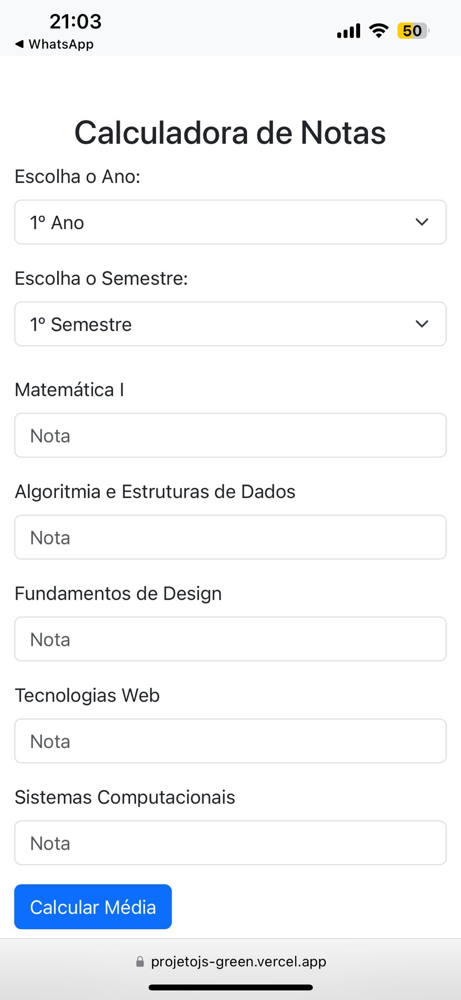 21:03
50
◀ WhatsApp
Calculadora de Notas
Escolha o Ano:
1º Ano
Escolha o Semestre:
1º Semestre
Matemática I
Nota
Algoritmia e Estruturas de Dados
Nota
Fundamentos de Design
Nota
Tecnologias Web
Nota
Sistemas Computacionais
Nota
Calcular Média
projetojs-green.vercel.app